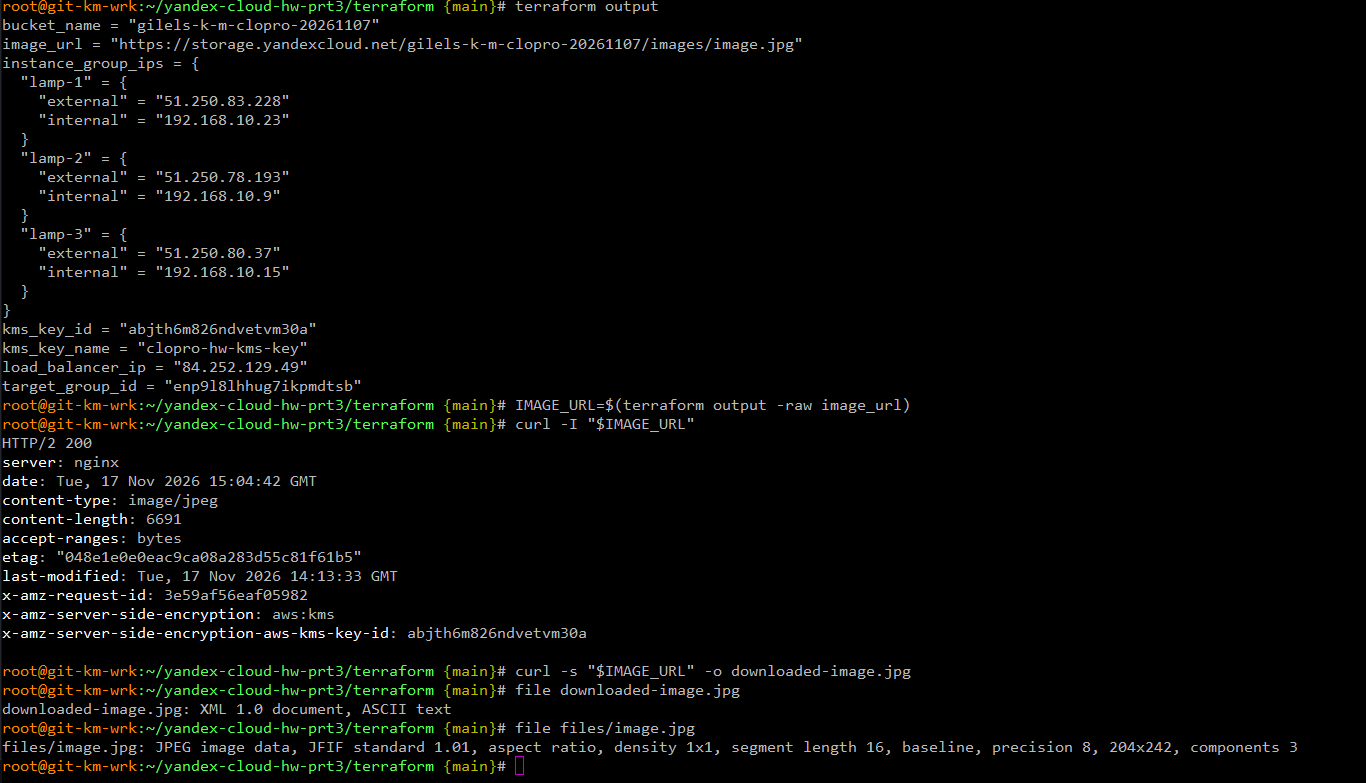 root@git-km-wrk:~/yandex-cloud-hw-prt3/terraform {main}# terraform output
bucket_name = "gilels-k-m-clopro-20261107"
image_url = "https://storage.yandexcloud.net/gilels-k-m-clopro-20261107/images/image.jpg"
instance_group_ips = {
  "lamp-1" = {
    "external" = "51.250.83.228"
    "internal" = "192.168.10.23"
  }
  "lamp-2" = {
    "external" = "51.250.78.193"
    "internal" = "192.168.10.9"
  }
  "lamp-3" = {
    "external" = "51.250.80.37"
    "internal" = "192.168.10.15"
  }
}
kms_key_id = "abjth6m826ndvetvm30a"
kms_key_name = "clopro-hw-kms-key"
load_balancer_ip = "84.252.129.49"
target_group_id = "enp9l8lhhug7ikpmdtsb"
root@git-km-wrk:~/yandex-cloud-hw-prt3/terraform {main}# IMAGE_URL=$(terraform output -raw image_url)
root@git-km-wrk:~/yandex-cloud-hw-prt3/terraform {main}# curl -I "$IMAGE_URL"
HTTP/2 200
server: nginx
date: Tue, 17 Nov 2026 15:04:42 GMT
content-type: image/jpeg
content-length: 6691
accept-ranges: bytes
etag: "048e1e0e0eac9ca08a283d55c81f61b5"
last-modified: Tue, 17 Nov 2026 14:13:33 GMT
x-amz-request-id: 3e59af56eaf05982
x-amz-server-side-encryption: aws:kms
x-amz-server-side-encryption-aws-kms-key-id: abjth6m826ndvetvm30a
root@git-km-wrk:~/yandex-cloud-hw-prt3/terraform {main}# curl -s "$IMAGE_URL" -o downloaded-image.jpg
root@git-km-wrk:~/yandex-cloud-hw-prt3/terraform {main}# file downloaded-image.jpg
downloaded-image.jpg: XML 1.0 document, ASCII text
root@git-km-wrk:~/yandex-cloud-hw-prt3/terraform {main}# file files/image.jpg
files/image.jpg: JPEG image data, JFIF standard 1.01, aspect ratio, density 1x1, segment length 16, baseline, precision 8, 204x242, components 3
root@git-km-wrk:~/yandex-cloud-hw-prt3/terraform {main}#